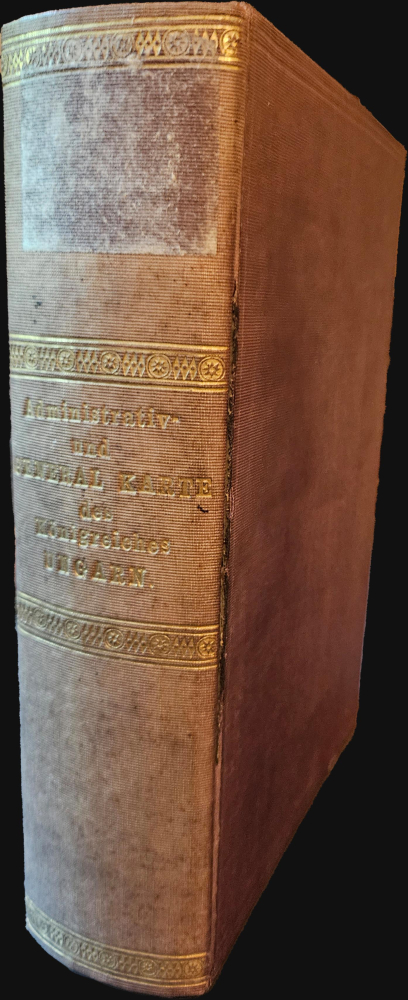 Administrativ-
und
GENERAL KARTE
des
Königreiches
UNGARN.